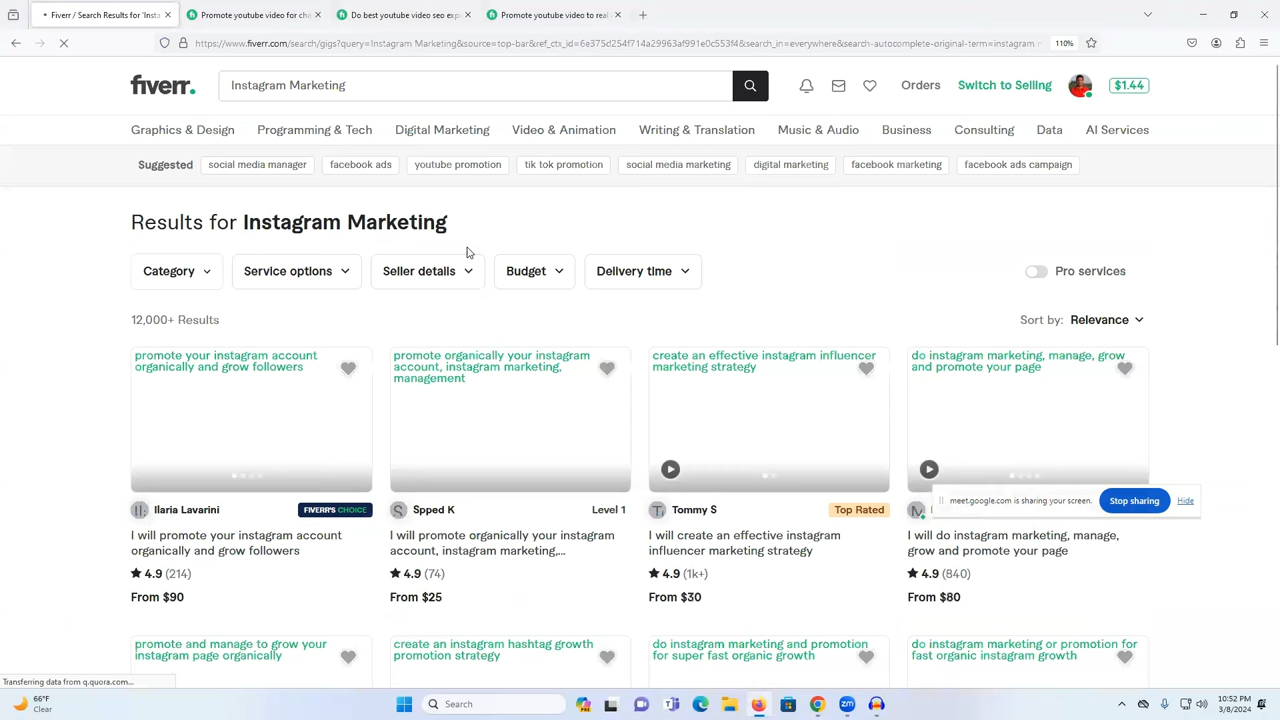 Fiverr / Search Results for 'Insta
Promote youtube video for cha
Do best youtube video seo exp
Promote youtube video to real
https://www.fiverr.com/search/gigs?query=Instagram Marketing&source=top-bar&ref_ctx_id=6e375d254f714a29963af991e0c553f4&search_in=everywhere&search-autocomplete-original-term=instagram
110%
fiverr.
Instagram Marketing
Orders
Switch to Selling
$1.44
Graphics & Design
Programming & Tech
Digital Marketing
Video & Animation
Writing & Translation
Music & Audio
Business
Consulting
Data
AI Services
Suggested
social media manager
facebook ads
youtube promotion
tik tok promotion
social media marketing
digital marketing
facebook marketing
facebook ads campaign
Results for Instagram Marketing
Category
Service options
Seller details
Budget
Delivery time
Pro services
12,000+ Results
Sort by: Relevance
promote your instagram account
organically and grow followers
promote organically your instagram
account, instagram marketing,
management
create an effective instagram influencer
marketing strategy
do instagram marketing, manage, grow
and promote your page
meet.google.com is sharing your screen.
Stop sharing
Hide
Ilaria Lavarini
FIVERR'S CHOICE
Spped K
Level 1
Tommy S
Top Rated
I will promote your instagram account
organically and grow followers
I will promote organically your instagram
account, instagram marketing,...
I will create an effective instagram
influencer marketing strategy
I will do instagram marketing, manage,
grow and promote your page
4.9 (214)
4.9 (74)
4.9 (1k+)
4.9 (840)
From $90
From $25
From $30
From $80
promote and manage to grow your
instagram page organically
create an instagram hashtag growth
promotion strategy
do instagram marketing and promotion
for super fast organic growth
do instagram marketing or promotion for
fast organic instagram growth
Transferring data from q.quora.com...
66°F
Clear
Search
10:52 PM
3/8/2024